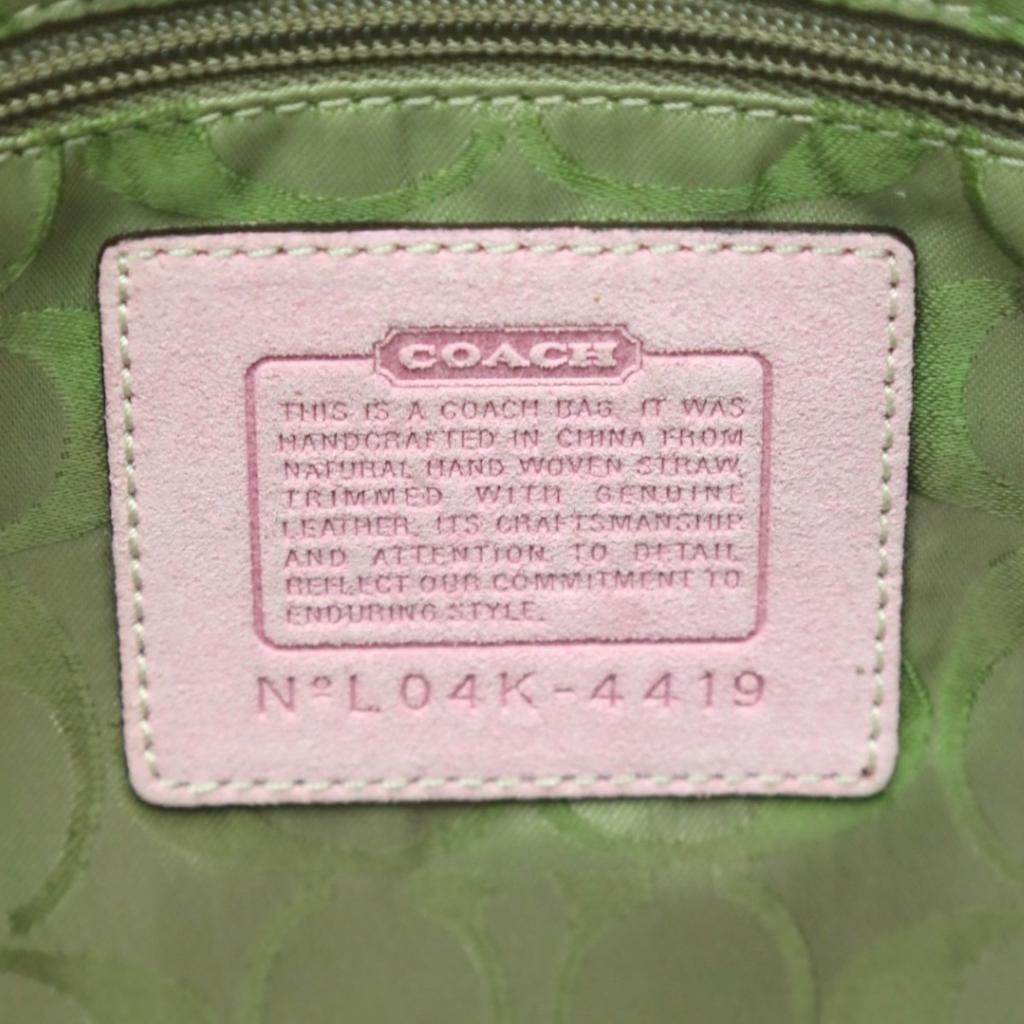 COACH
THIS IS A COACH BAG. IT WAS
HANDCRAFTED IN CHINA FROM
NATURAL HAND WOVEN STRAW,
TRIMMED WITH GENUINE
LEATHER. ITS CRAFTSMANSHIP
AND ATTENTION TO DETAIL
REFLECT OUR COMMITMENT TO
ENDURING STYLE.
Nº L04K-4419